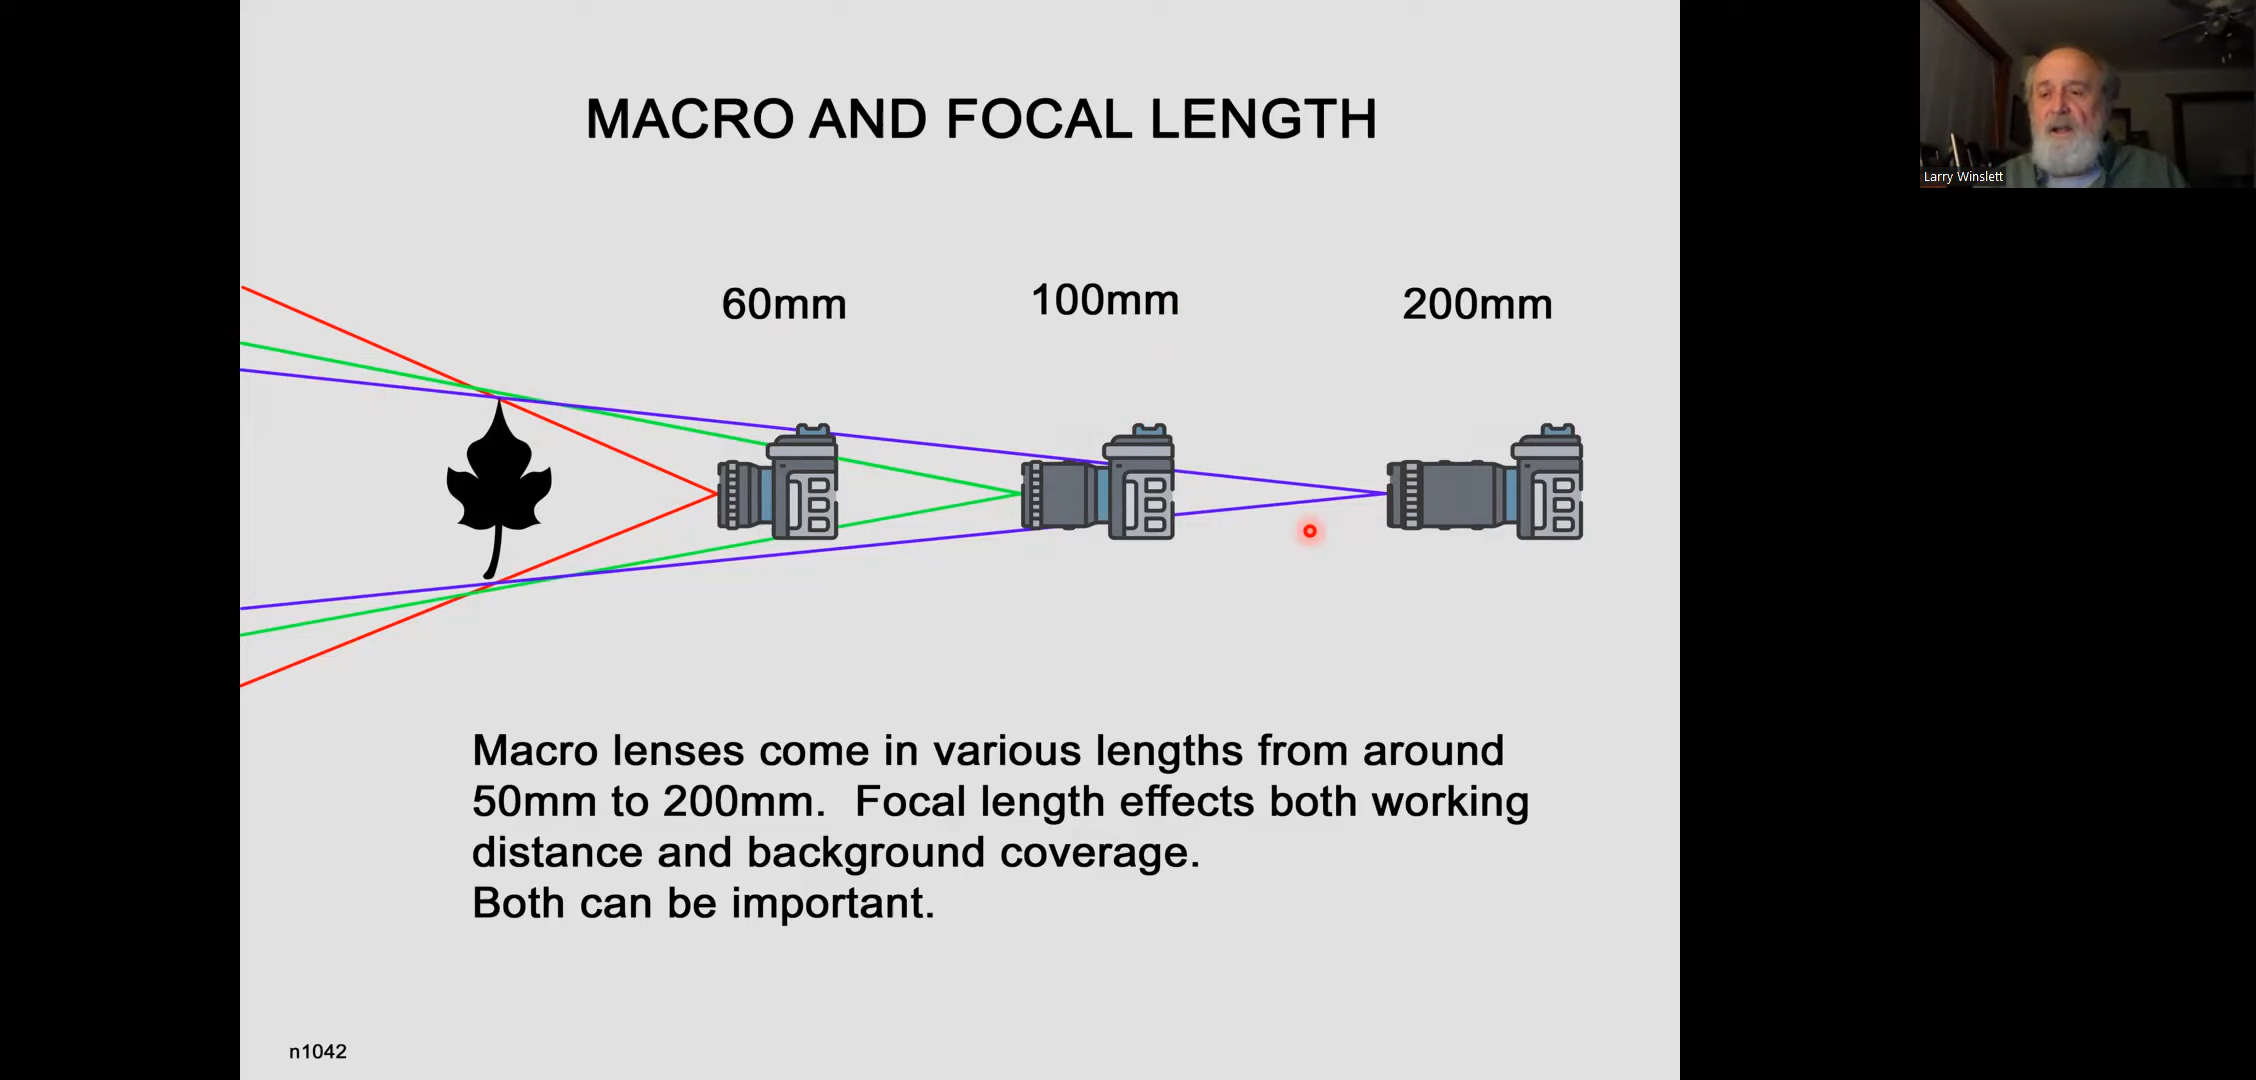 MACRO AND FOCAL LENGTH
Larry Winslett
60mm
100mm
200mm
Macro lenses come in various lengths from around
50mm to 200mm.  Focal length effects both working
distance and background coverage.
Both can be important.
n1042